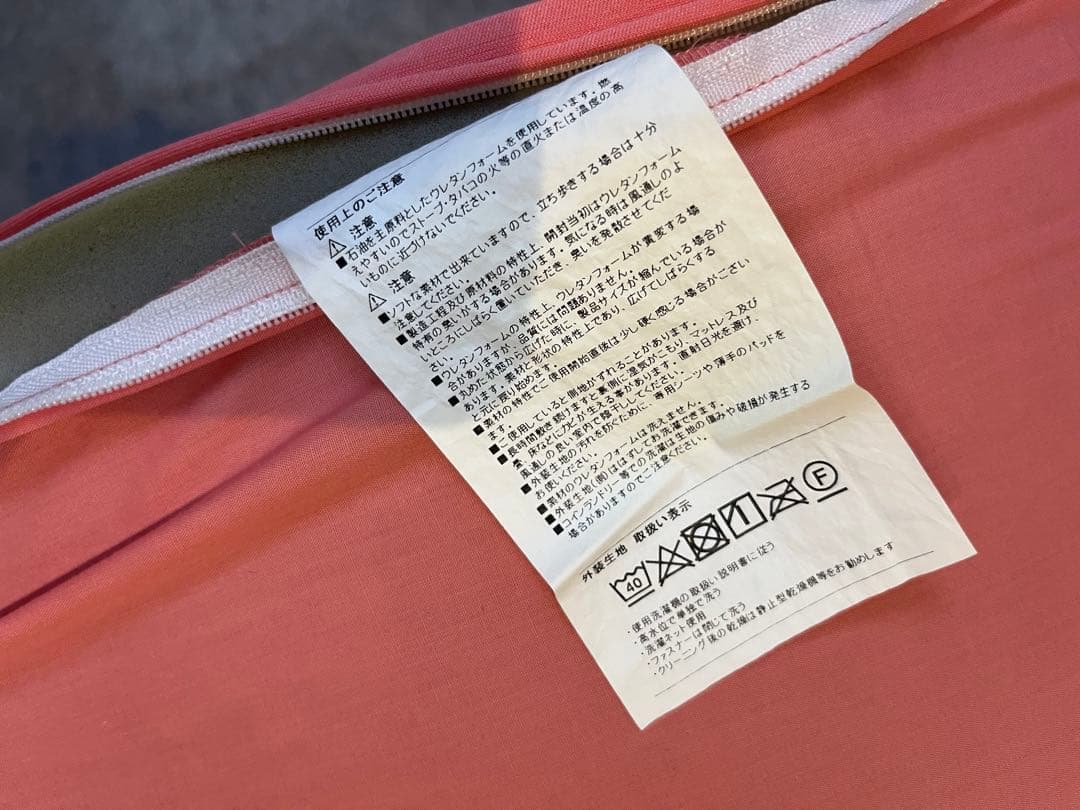 使用上のご注意
⚠ 注意
■石油を主原料としたウレタンフォームを使用しています。燃
えやすいのでストーブ・タバコの火等の直火または温度の高
いものに近づけないでください。
⚠ 注意
■ソフトな素材で出来ていますので、立ち歩きする場合は十分
注意してください。
■製造工程及び原材料の特性上、開封当初はウレタンフォーム
特有の臭いがする場合があります。気になる時は風通しのよ
いところにしばらく置いていただき、臭いを発散させてくだ
さい。
■ウレタンフォームの特性上、ウレタンフォームが黄変する場
合がありますが、品質には問題ありません。
■丸めた状態から広げた時に、製品サイズが縮んでいる場合が
あります。素材と形状の特性上であり、広げてしばらくする
と元に戻り始めます。
■素材の特性でご使用開始直後は少し硬く感じる場合がござい
ます。
■ご使用していると側地がずれることがあります。
■長時間敷き続けますと裏側に湿気がこもり、マットレス及び
畳、床などにカビが生える事があります。直射日光を避け、
風通しの良い室内で陰干ししてください。
■外装生地の汚れを防ぐために、専用シーツや薄手のパッドを
お使いください。
■素材のウレタンフォームは洗えません。
■外装生地(側)ははずしてお洗濯できます。
■コインランドリー等での洗濯は生地の傷みや破損が発生する
場合がありますのでご注意ください。
外装生地 取扱い表示
40 F
・使用洗濯機の取扱い説明書に従う
・高水位で単独で洗う
・洗濯ネット使用
・ファスナーは閉じて洗う
・クリーニング後の乾燥は静止型乾燥機等をお勧めします